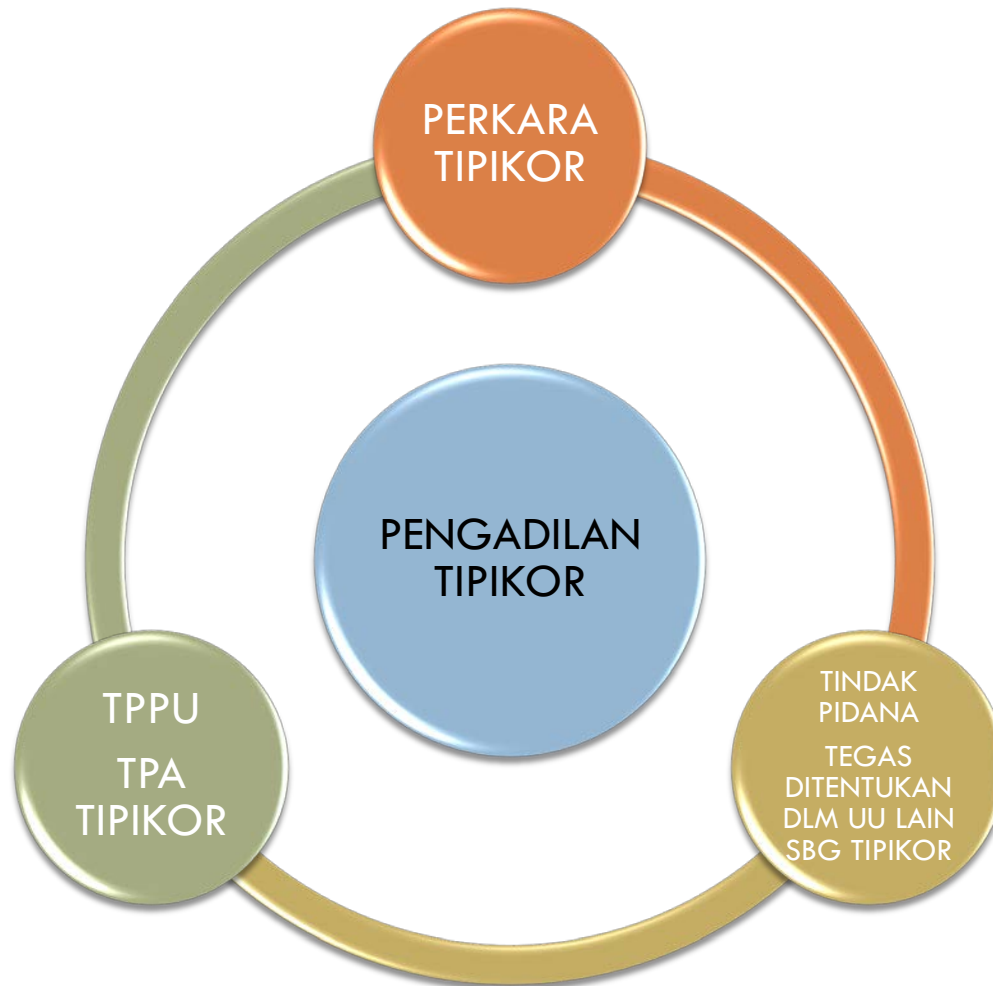 PERKARA
TIPIKOR
PENGADILAN
TIPIKOR
TPPU
TPA
TIPIKOR
TINDAK
PIDANA
TEGAS
DITENTUKAN
DLM UU LAIN
SBG TIPIKOR